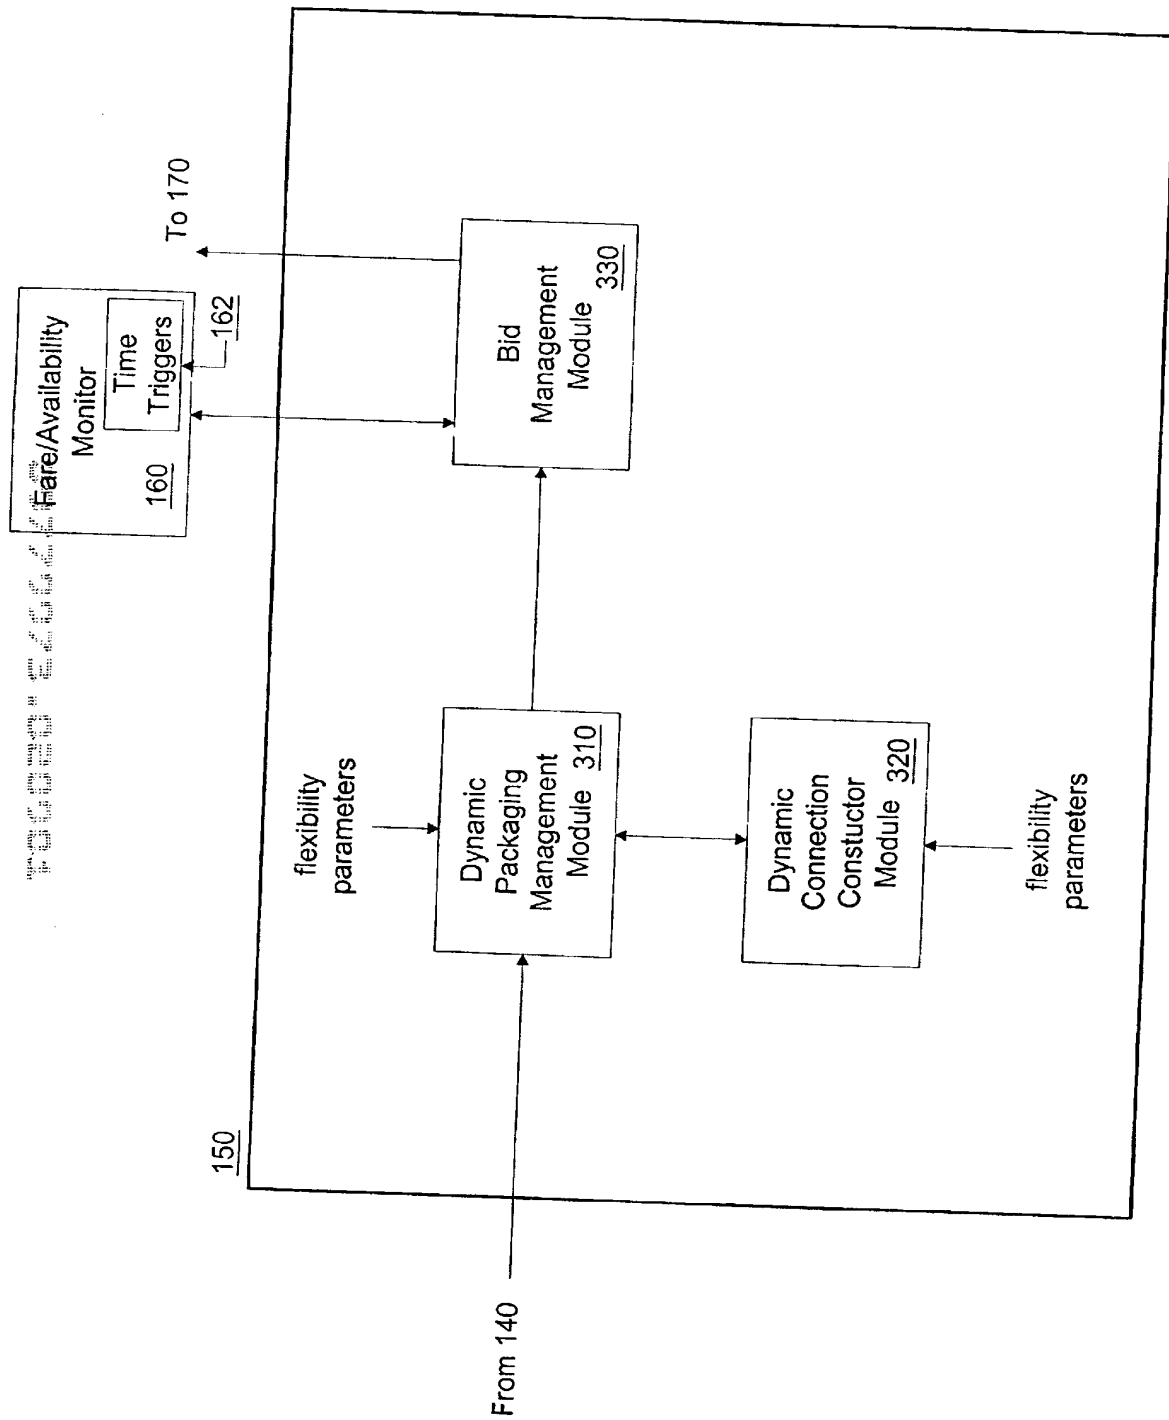 Fare/Availability
Monitor
160
Time
Triggers
162
To 170
150
From 140
flexibility
parameters
Dynamic
Packaging
Management
Module 310
Bid
Management
Module 330
Dynamic
Connection
Constuctor
Module 320
flexibility
parameters